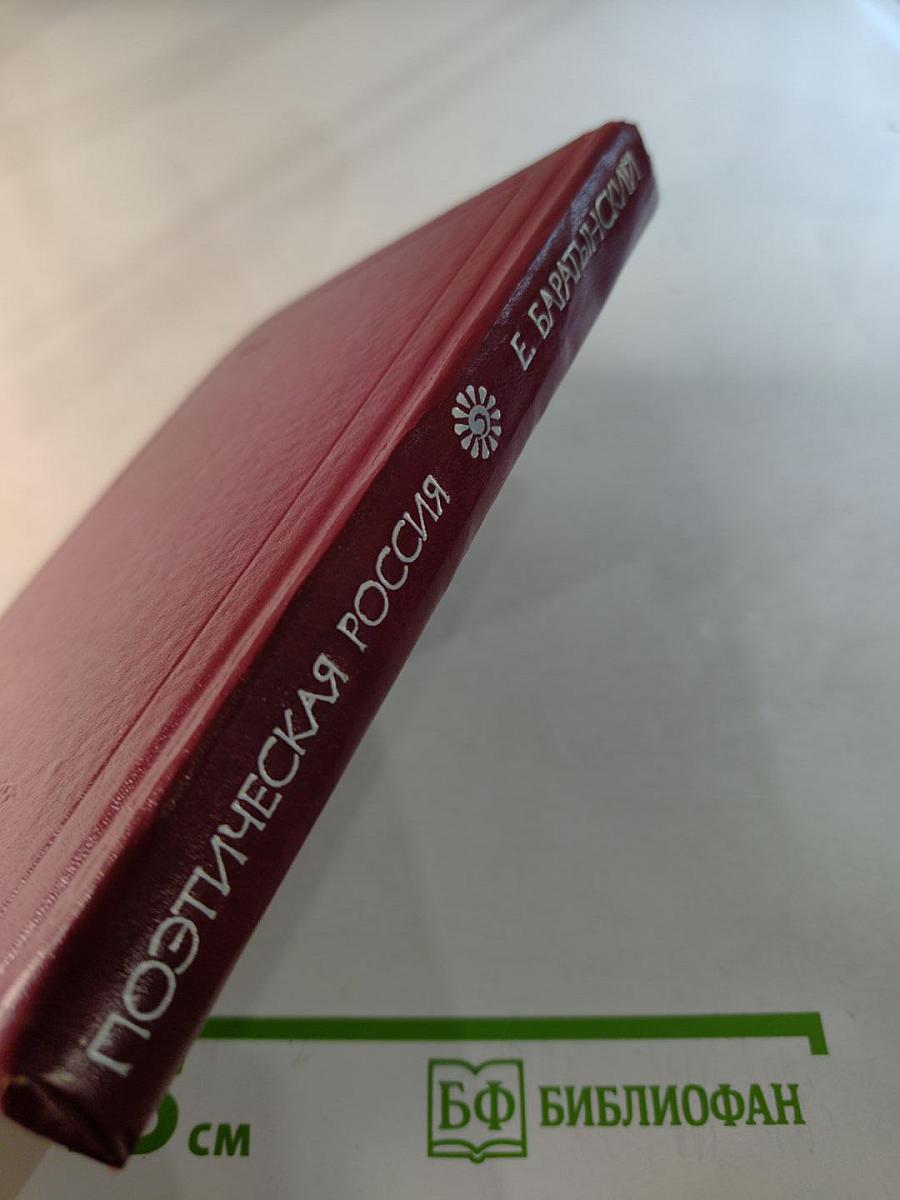 ПОЭТИЧЕСКАЯ РОССИЯ Е. БАРАТЫНСКИЙ
см
БФ БИБЛИОФАН